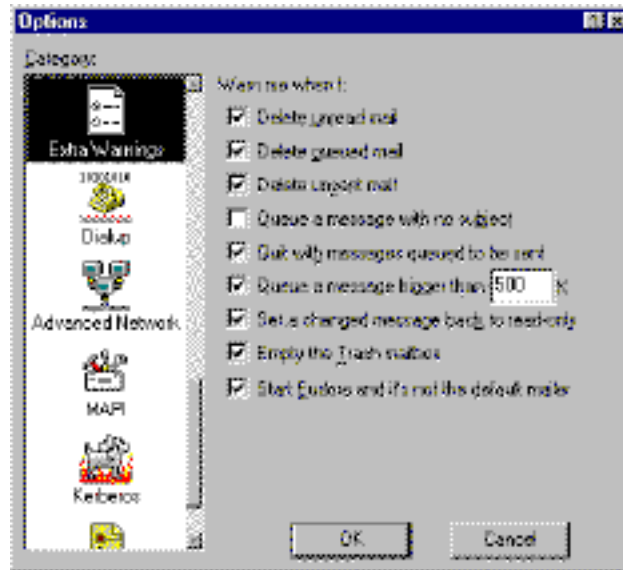 Options
Category:
Extra Warnings
Dialup
Advanced Network
MAPI
Kerberos
Warn me when I:
Delete unread mail
Delete queued mail
Delete unsent mail
Queue a message with no subject
Quit with messages queued to be sent
Queue a message bigger than 500 K
Set a changed message back to read-only
Empty the Trash mailbox
Start Eudora and it's not the default mailer
OK
Cancel